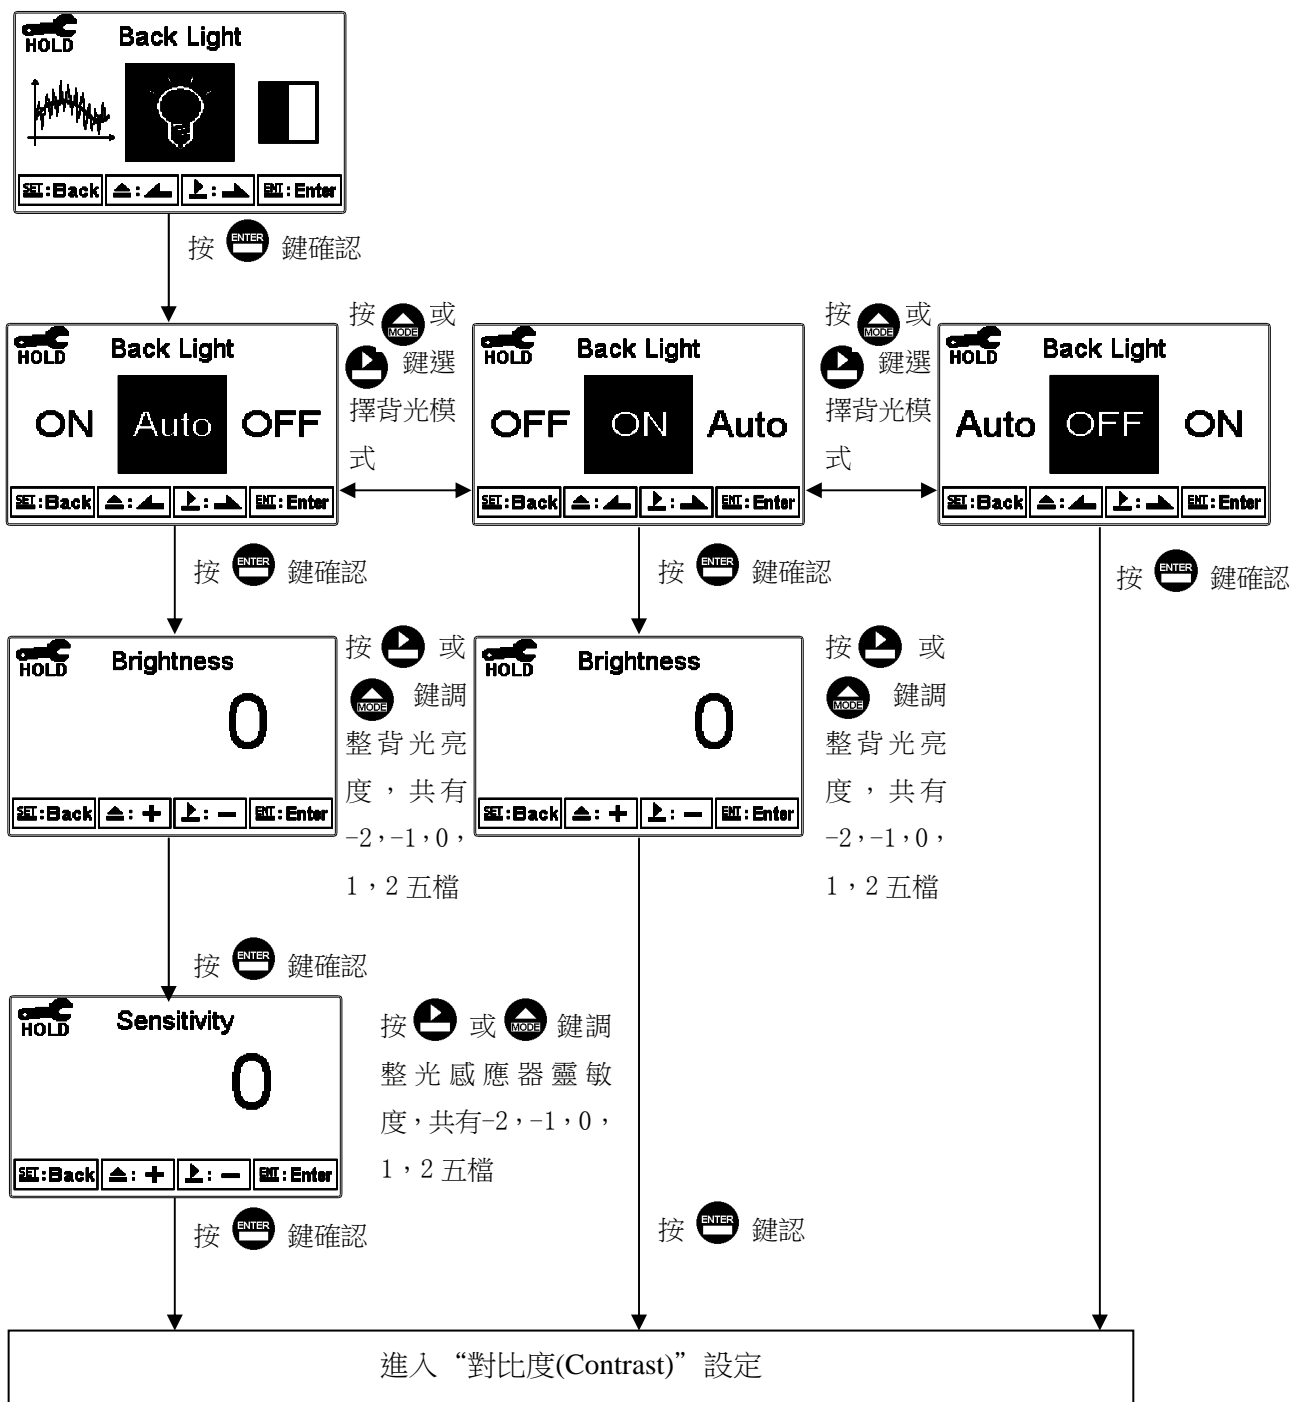 HOLD Back Light
SET:Back ENT:Enter
按 ENTER 鍵確認
HOLD Back Light
ON Auto OFF
SET:Back ENT:Enter
按 MODE 或
鍵選
擇背光模
式
HOLD Back Light
OFF ON Auto
SET:Back ENT:Enter
按 MODE 或
鍵選
擇背光模
式
HOLD Back Light
Auto OFF ON
SET:Back ENT:Enter
按 ENTER 鍵確認
按 ENTER 鍵確認
按 ENTER 鍵確認
HOLD Brightness
0
SET:Back : + : − ENT:Enter
按 或
MODE 鍵調
整背光亮
度，共有
-2，-1，0，
1，2 五檔
HOLD Brightness
0
SET:Back : + : − ENT:Enter
按 或
MODE 鍵調
整背光亮
度，共有
-2，-1，0，
1，2 五檔
按 ENTER 鍵確認
HOLD Sensitivity
0
SET:Back : + : − ENT:Enter
按 或 MODE 鍵調
整光感應器靈敏
度，共有-2，-1，0，
1，2 五檔
按 ENTER 鍵確認
按 ENTER 鍵認
進入“對比度(Contrast)”設定